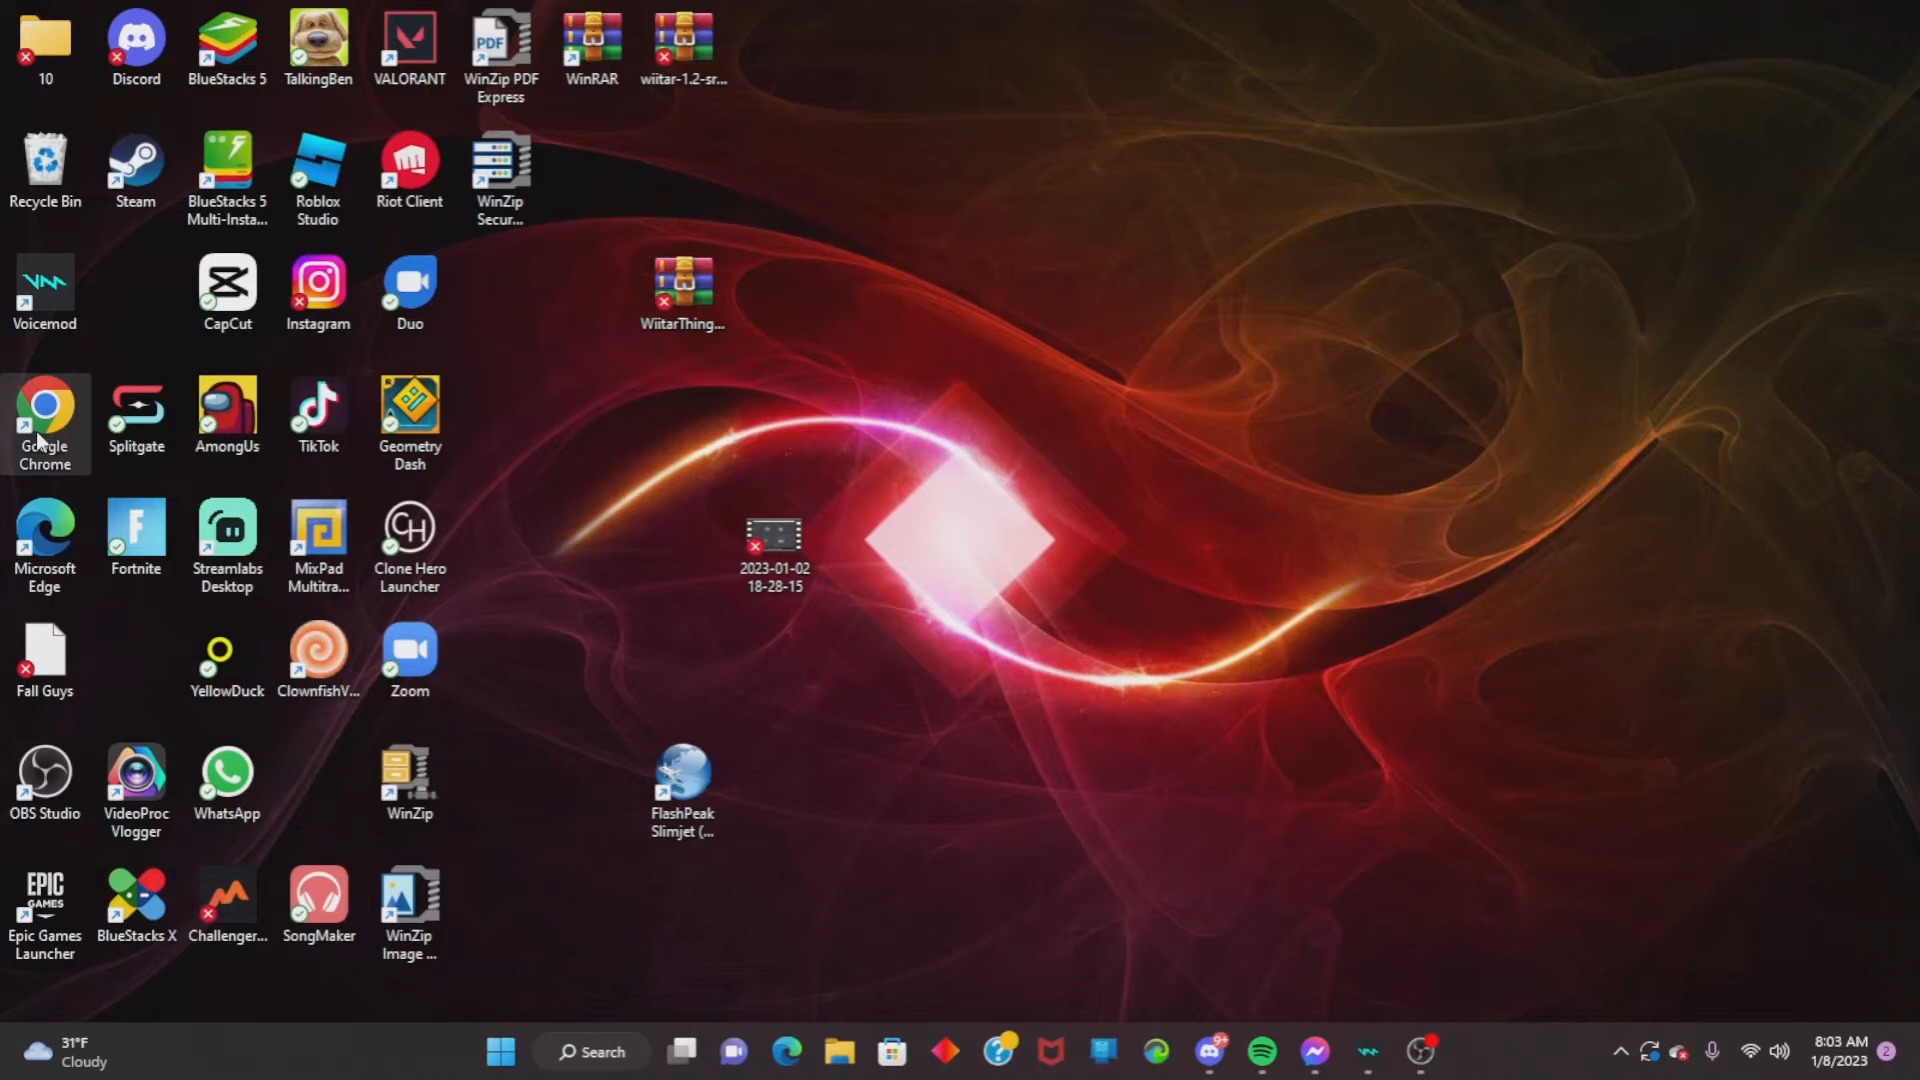 10
Discord
BlueStacks 5
TalkingBen
VALORANT
WinZip PDF
Express
WinRAR
wiitar-1.2-sr...
PDF
Recycle Bin
Steam
BlueStacks 5
Multi-Insta...
Roblox
Studio
Riot Client
WinZip
Secur...
Voicemod
CapCut
Instagram
Duo
WiitarThing...
Google
Chrome
Splitgate
AmongUs
TikTok
Geometry
Dash
F
CH
Microsoft
Edge
Fortnite
Streamlabs
Desktop
MixPad
Multitra...
Clone Hero
Launcher
2023-01-02
18-28-15
Fall Guys
YellowDuck
ClownfishV...
Zoom
OBS Studio
VideoProc
Vlogger
WhatsApp
WinZip
FlashPeak
Slimjet (...
EPIC
GAMES
Epic Games
Launcher
BlueStacks X
Challenger...
SongMaker
WinZip
Image ...
31°F
Cloudy
Search
9+
8:03 AM
1/8/2023
2